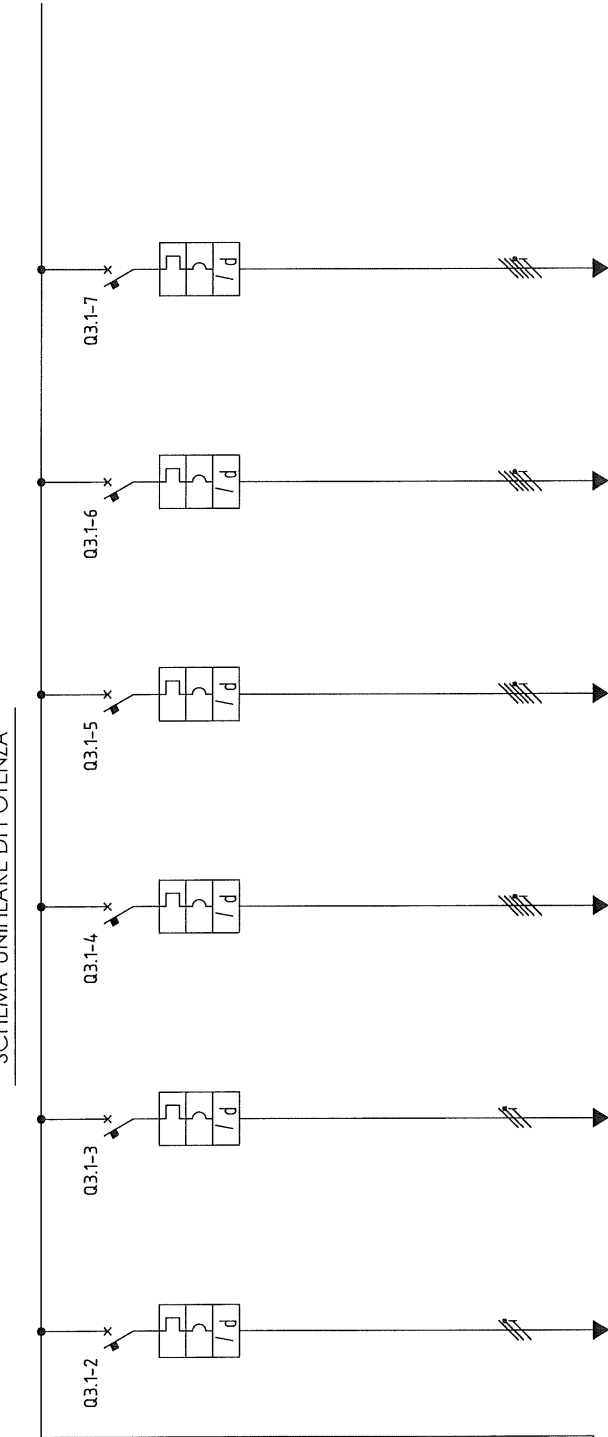 SCHEMA UNIFILARE DI POTENZA
Q3.1-2
Q3.1-3
Q3.1-4
Q3.1-5
Q3.1-6
Q3.1-7
/d
/d
/d
/d
/d
/d
T
T
T
T
T
T